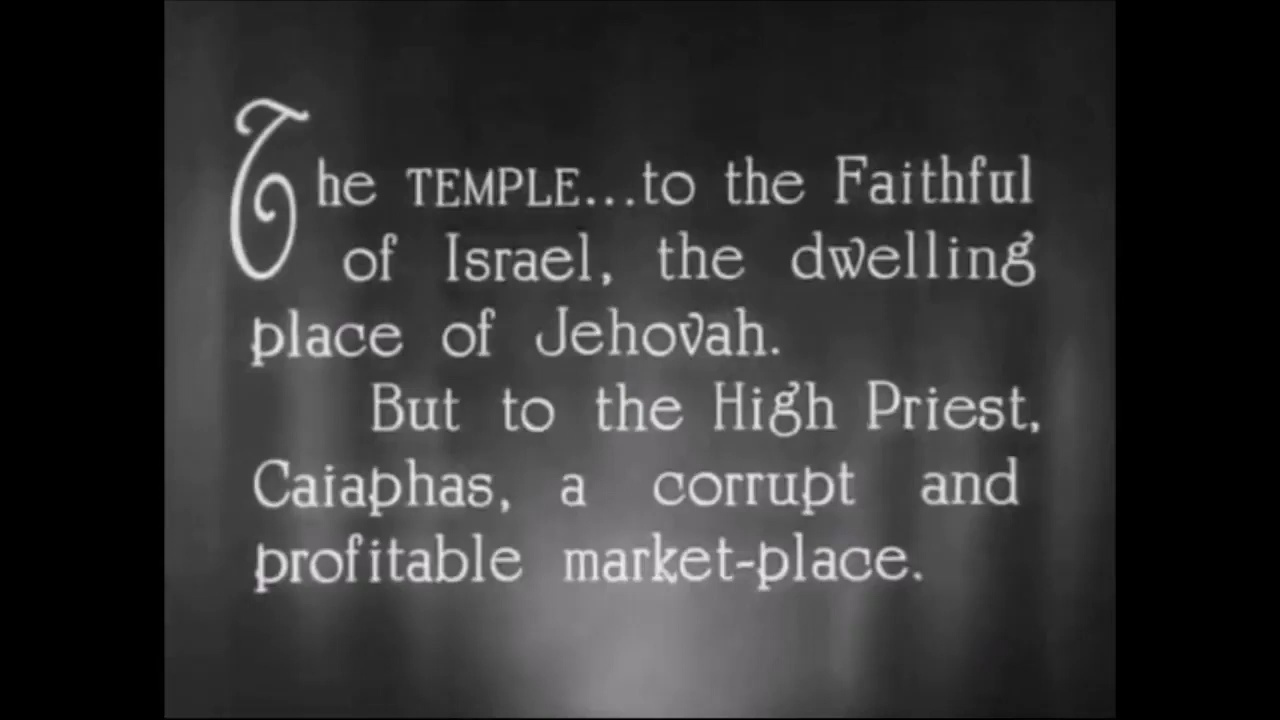 The TEMPLE...to the Faithful
of Israel, the dwelling
place of Jehovah.
But to the High Priest,
Caiaphas, a corrupt and
profitable market-place.